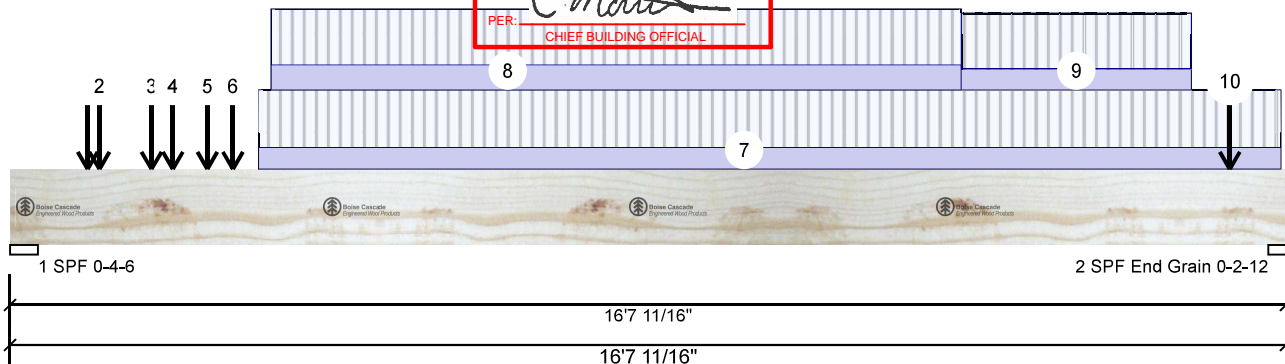 PER:
CHIEF BUILDING OFFICIAL
8
9
2 3 4 5 6
10
7
Boise Cascade
Engineered Wood Products
Boise Cascade
Engineered Wood Products
Boise Cascade
Engineered Wood Products
Boise Cascade
Engineered Wood Products
1 SPF 0-4-6
2 SPF End Grain 0-2-12
16'7 11/16"
16'7 11/16"